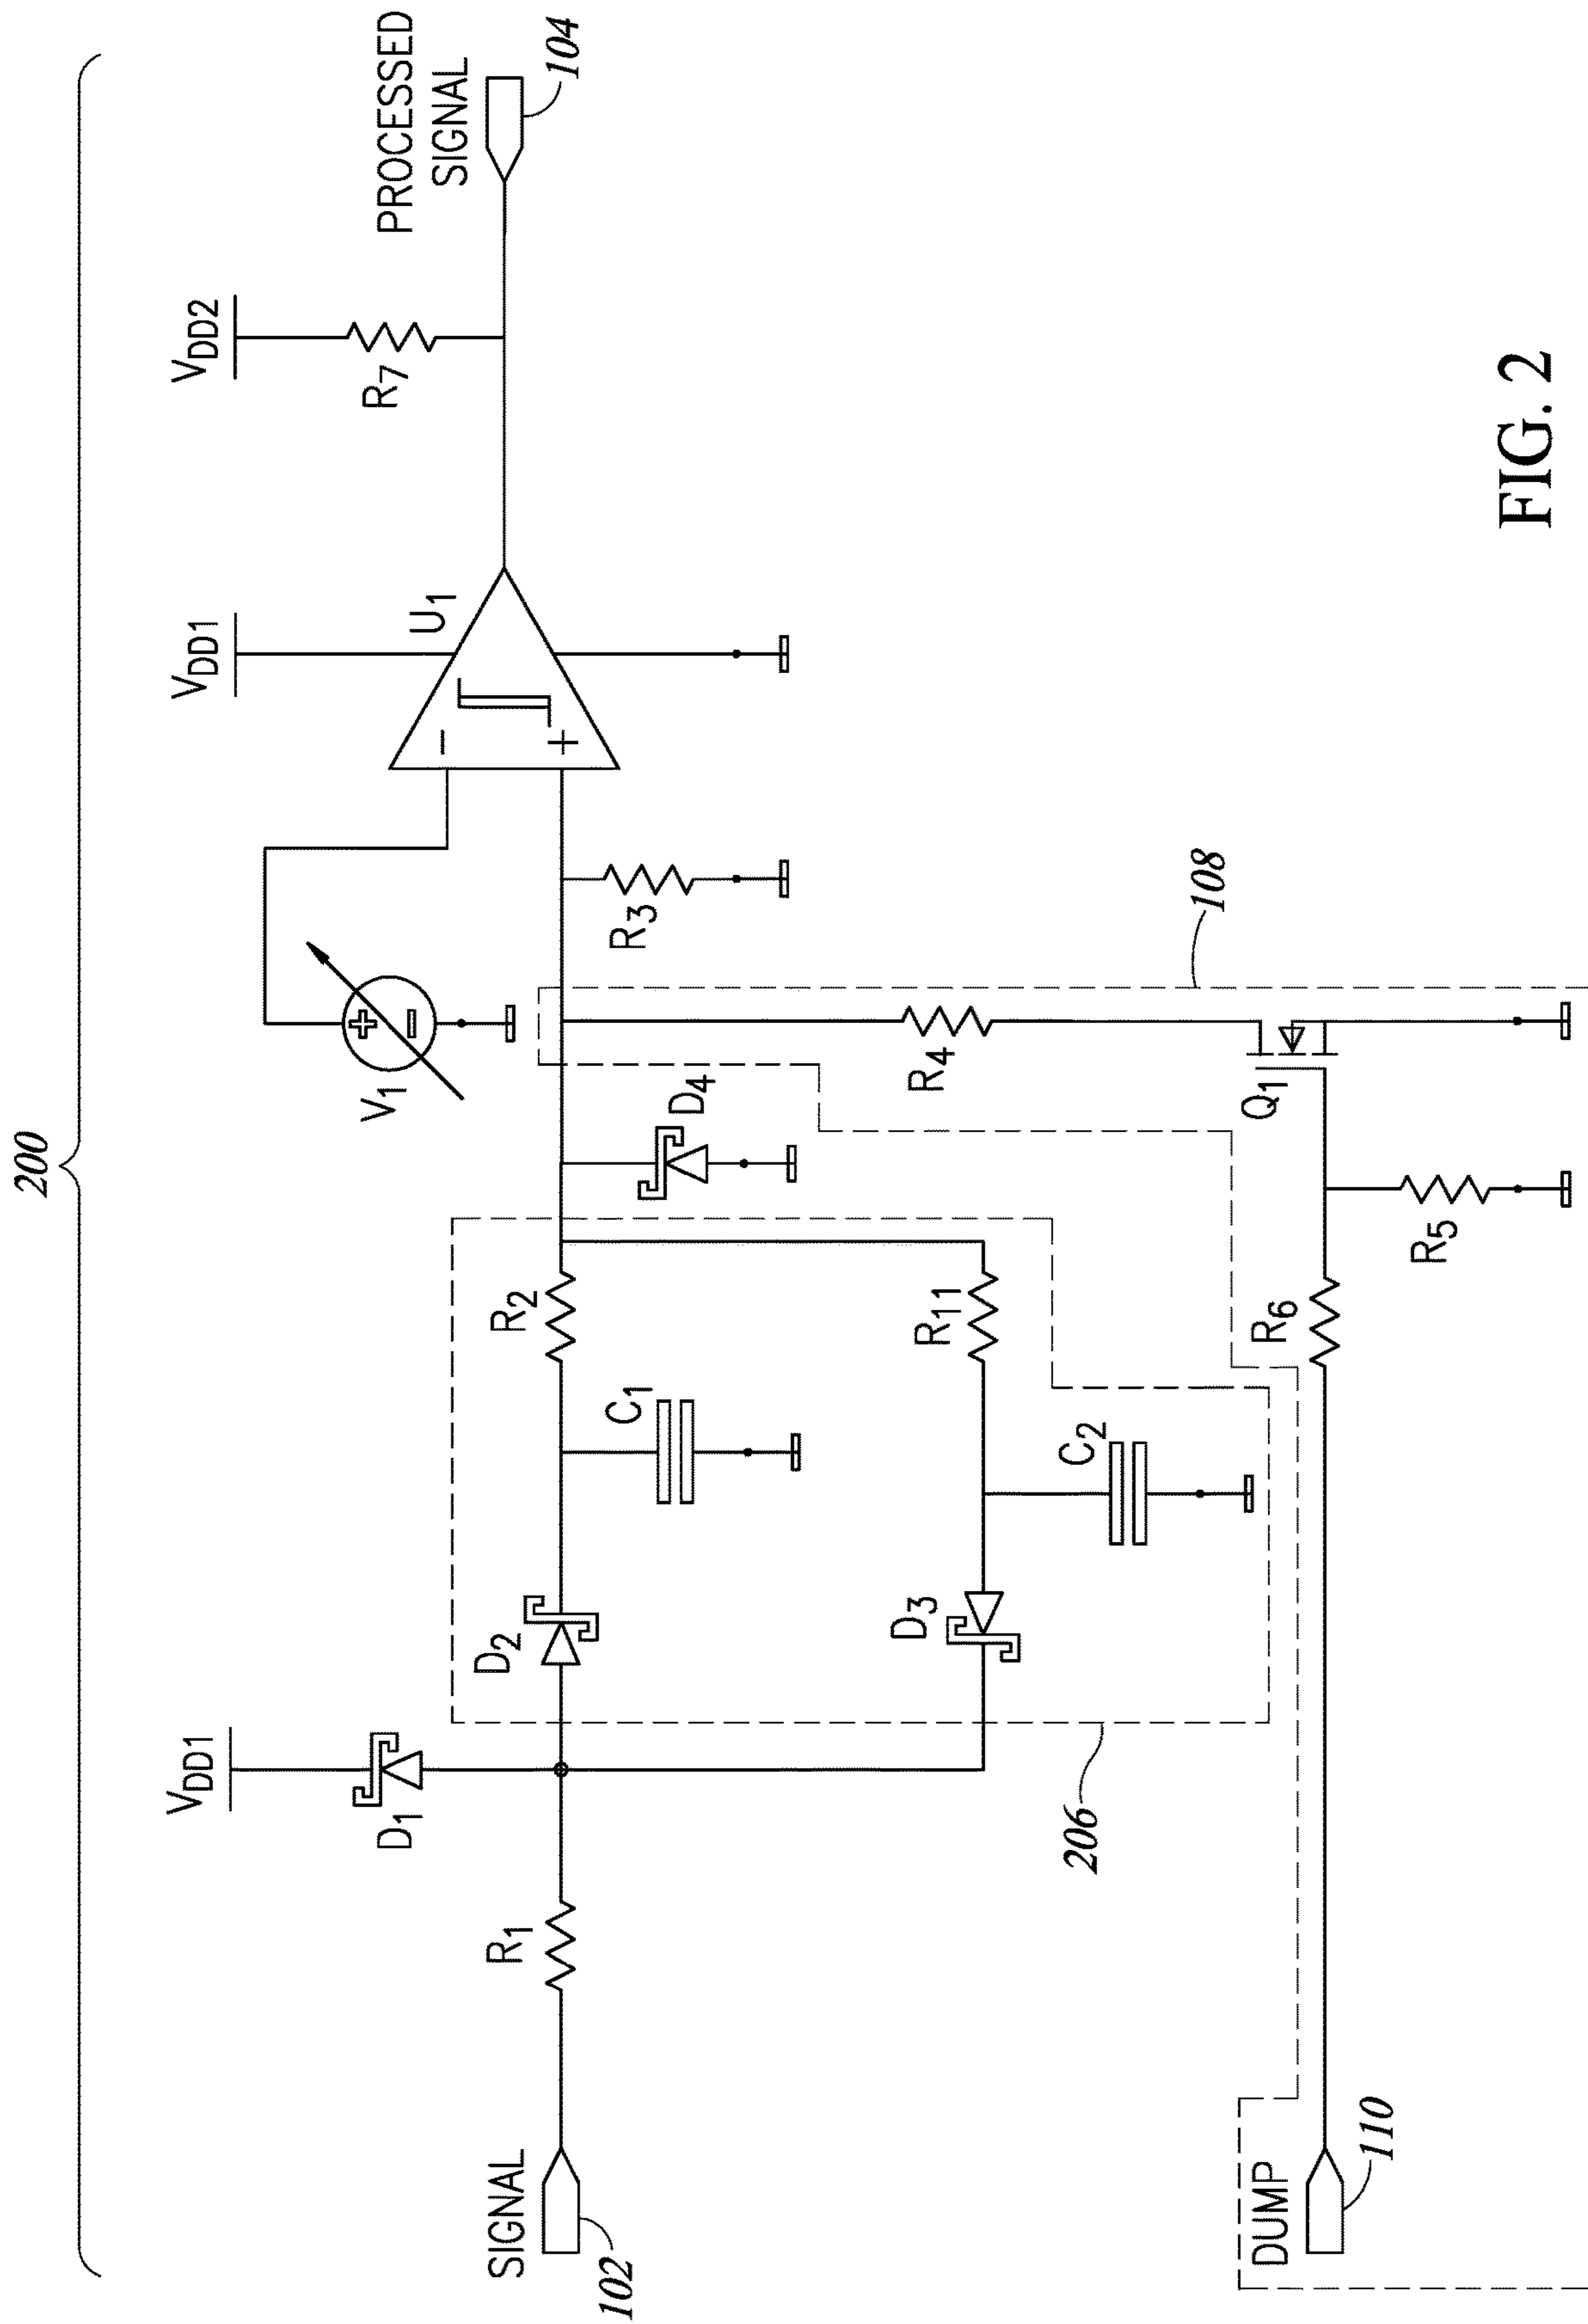 200
SIGNAL
102
R1
VDD1
D1
D2
C1
R2
D3
C2
R11
206
D4
V1
+
-
R3
-
+
U1
VDD1
VDD2
R7
PROCESSED
SIGNAL
104
DUMP
110
R6
R5
Q1
R4
108
FIG. 2